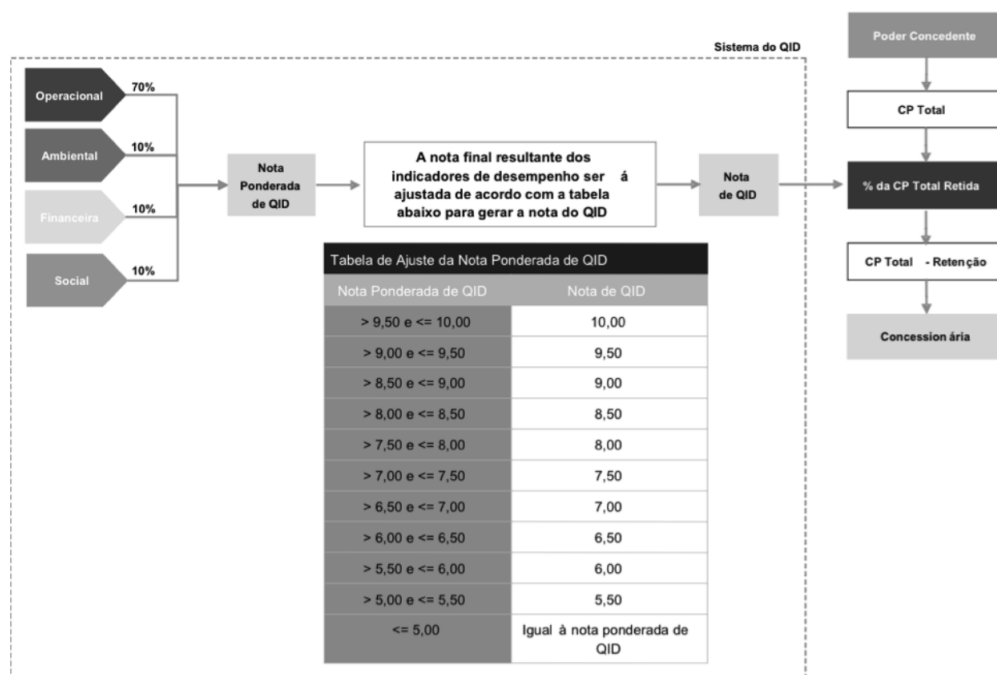 Sistema do QID
Operacional
70%
Ambiental
10%
Financeira
10%
Social
10%
Nota
Ponderada
de QID
A nota final resultante dos
indicadores de desempenho ser á
ajustada de acordo com a tabela
abaixo para gerar a nota do QID
Nota
de QID
Poder Concedente
CP Total
% da CP Total Retida
CP Total - Retenção
Concession ária
Tabela de Ajuste da Nota Ponderada de QID
Nota Ponderada de QID Nota de QID
> 9,50 e <= 10,00 10,00
> 9,00 e <= 9,50 9,50
> 8,50 e <= 9,00 9,00
> 8,00 e <= 8,50 8,50
> 7,50 e <= 8,00 8,00
> 7,00 e <= 7,50 7,50
> 6,50 e <= 7,00 7,00
> 6,00 e <= 6,50 6,50
> 5,50 e <= 6,00 6,00
> 5,00 e <= 5,50 5,50
<= 5,00 Igual à nota ponderada de
QID